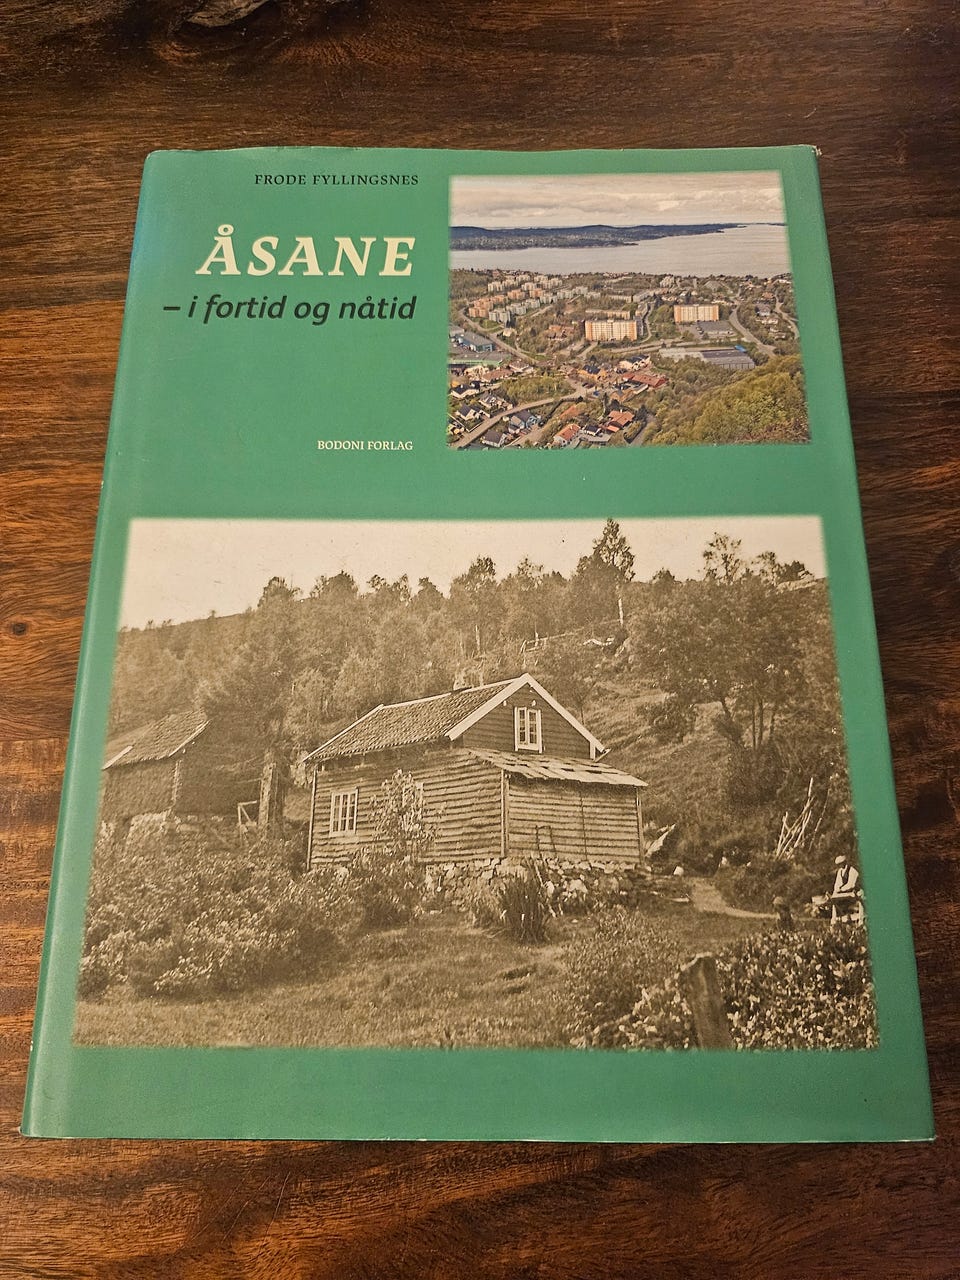 FRODE FYLLINGSNES
ÅSANE
– i fortid og nåtid
BODONI FORLAG